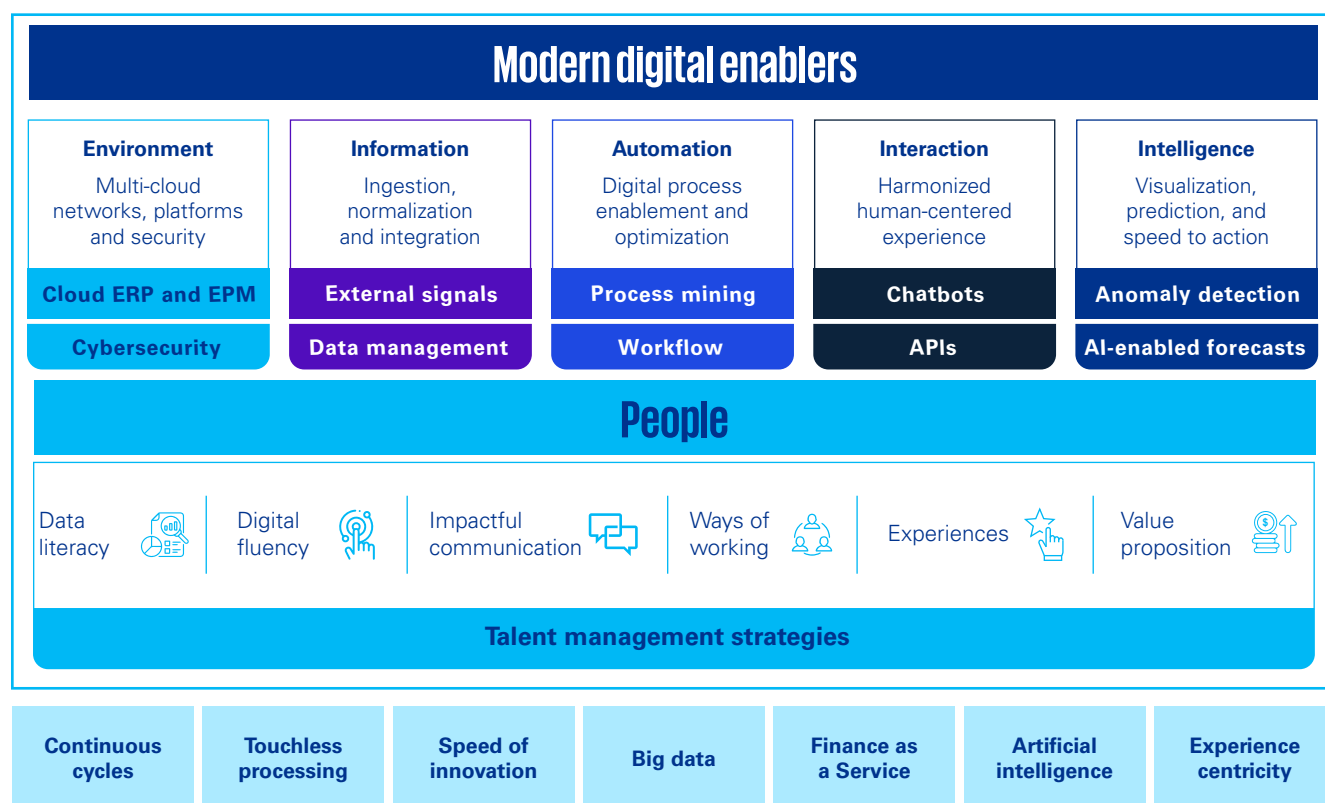 Modern digital enablers
Environment
Multi-cloud
networks, platforms
and security
Cloud ERP and EPM
Cybersecurity
Information
Ingestion,
normalization
and integration
External signals
Data management
Automation
Digital process
enablement and
optimization
Process mining
Workflow
Interaction
Harmonized
human-centered
experience
Chatbots
APIs
Intelligence
Visualization,
prediction, and
speed to action
Anomaly detection
AI-enabled forecasts
People
Data
literacy
Digital
fluency
Impactful
communication
Ways of
working
Experiences
Value
proposition
$
Talent management strategies
Continuous
cycles
Touchless
processing
Speed of
innovation
Big data
Finance as
a Service
Artificial
intelligence
Experience
centricity